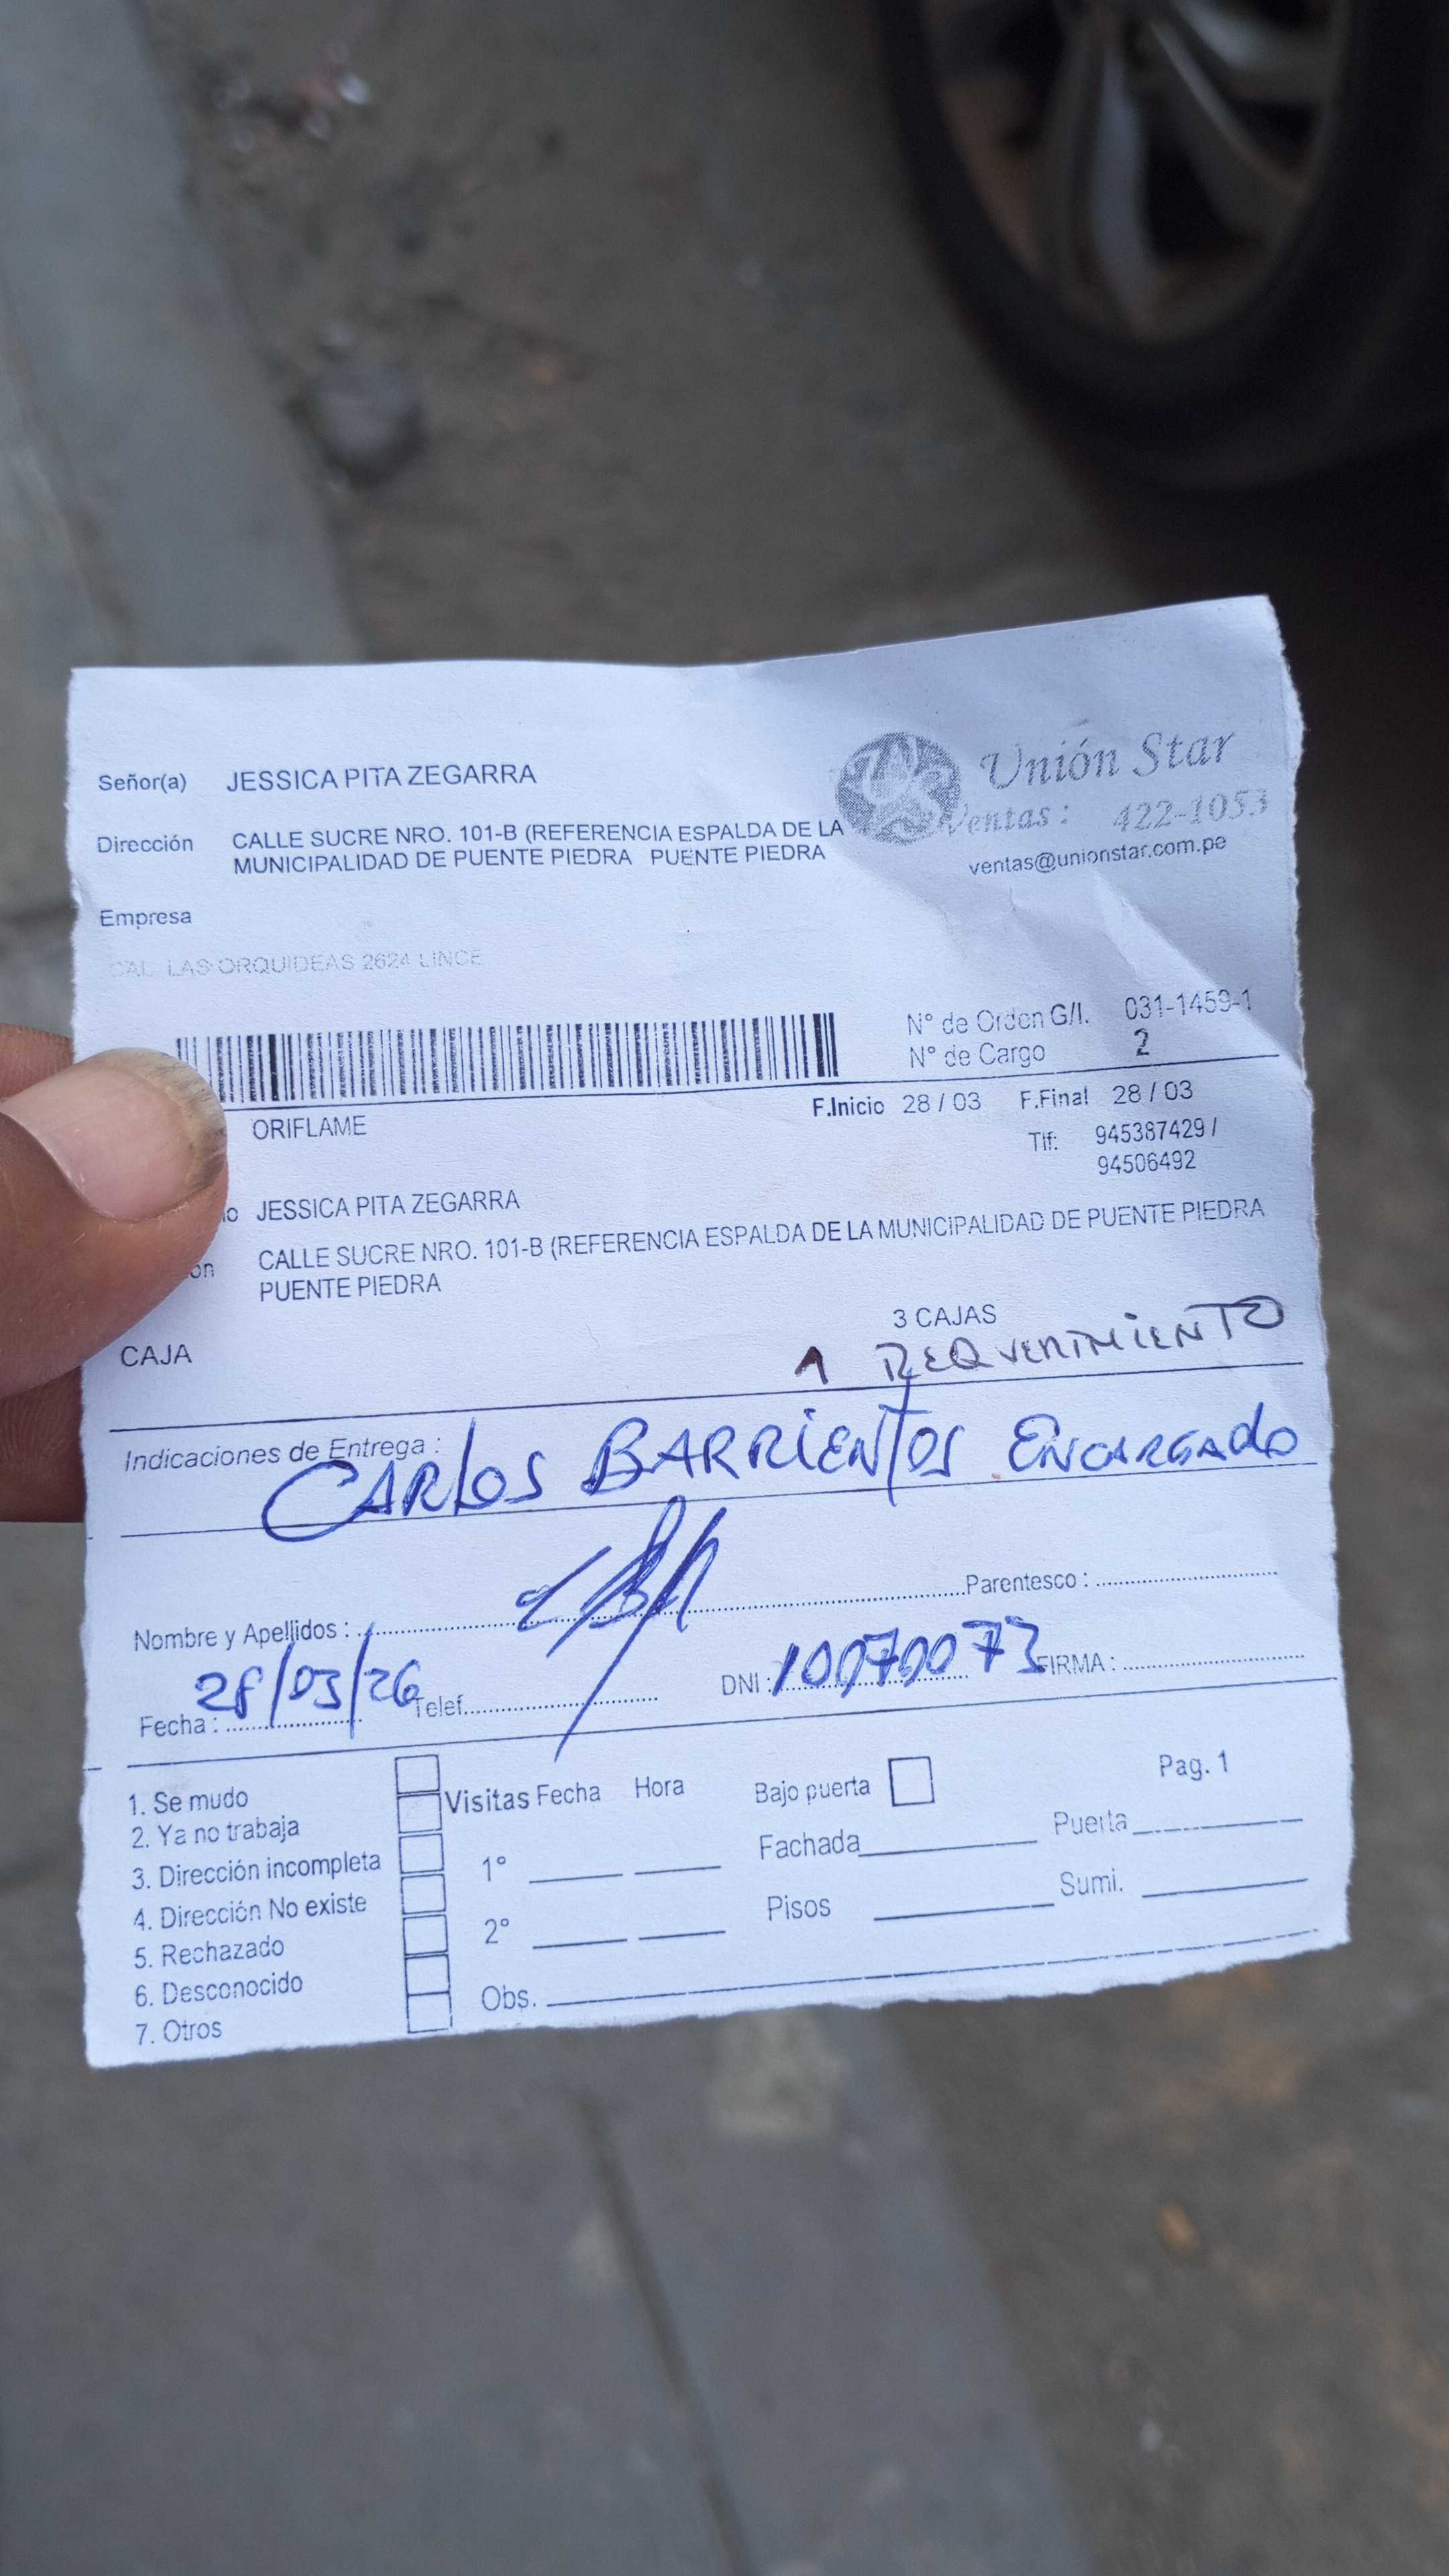 Señor(a) JESSICA PITA ZEGARRA
Unión Star
Ventas: 422-1053
ventas@unionstar.com.pe
Dirección CALLE SUCRE NRO. 101-B (REFERENCIA ESPALDA DE LA
MUNICIPALIDAD DE PUENTE PIEDRA PUENTE PIEDRA
Empresa
CAL. LAS ORQUIDEAS 2624 LINCE
N° de Orden G/I. 031-1459-1
N° de Cargo 2
ORIFLAME F.Inicio 28 / 03 F.Final 28 / 03
Tlf: 945387429 /
94506492
JESSICA PITA ZEGARRA
CALLE SUCRE NRO. 101-B (REFERENCIA ESPALDA DE LA MUNICIPALIDAD DE PUENTE PIEDRA
PUENTE PIEDRA
3 CAJAS
CAJA 1 REQUERIMIENTO
Indicaciones de Entrega :
CARLOS BARRIENTOS ENCARGADO
Nombre y Apellidos : Parentesco :
Fecha : 28/03/26 Telef. DNI : 10070073 FIRMA :
1. Se mudo
2. Ya no trabaja
3. Dirección incompleta
4. Dirección No existe
5. Rechazado
6. Desconocido
7. Otros
Visitas Fecha Hora
1°
2°
Obs.
Bajo puerta
Fachada
Pisos
Pag. 1
Puerta
Sumi.